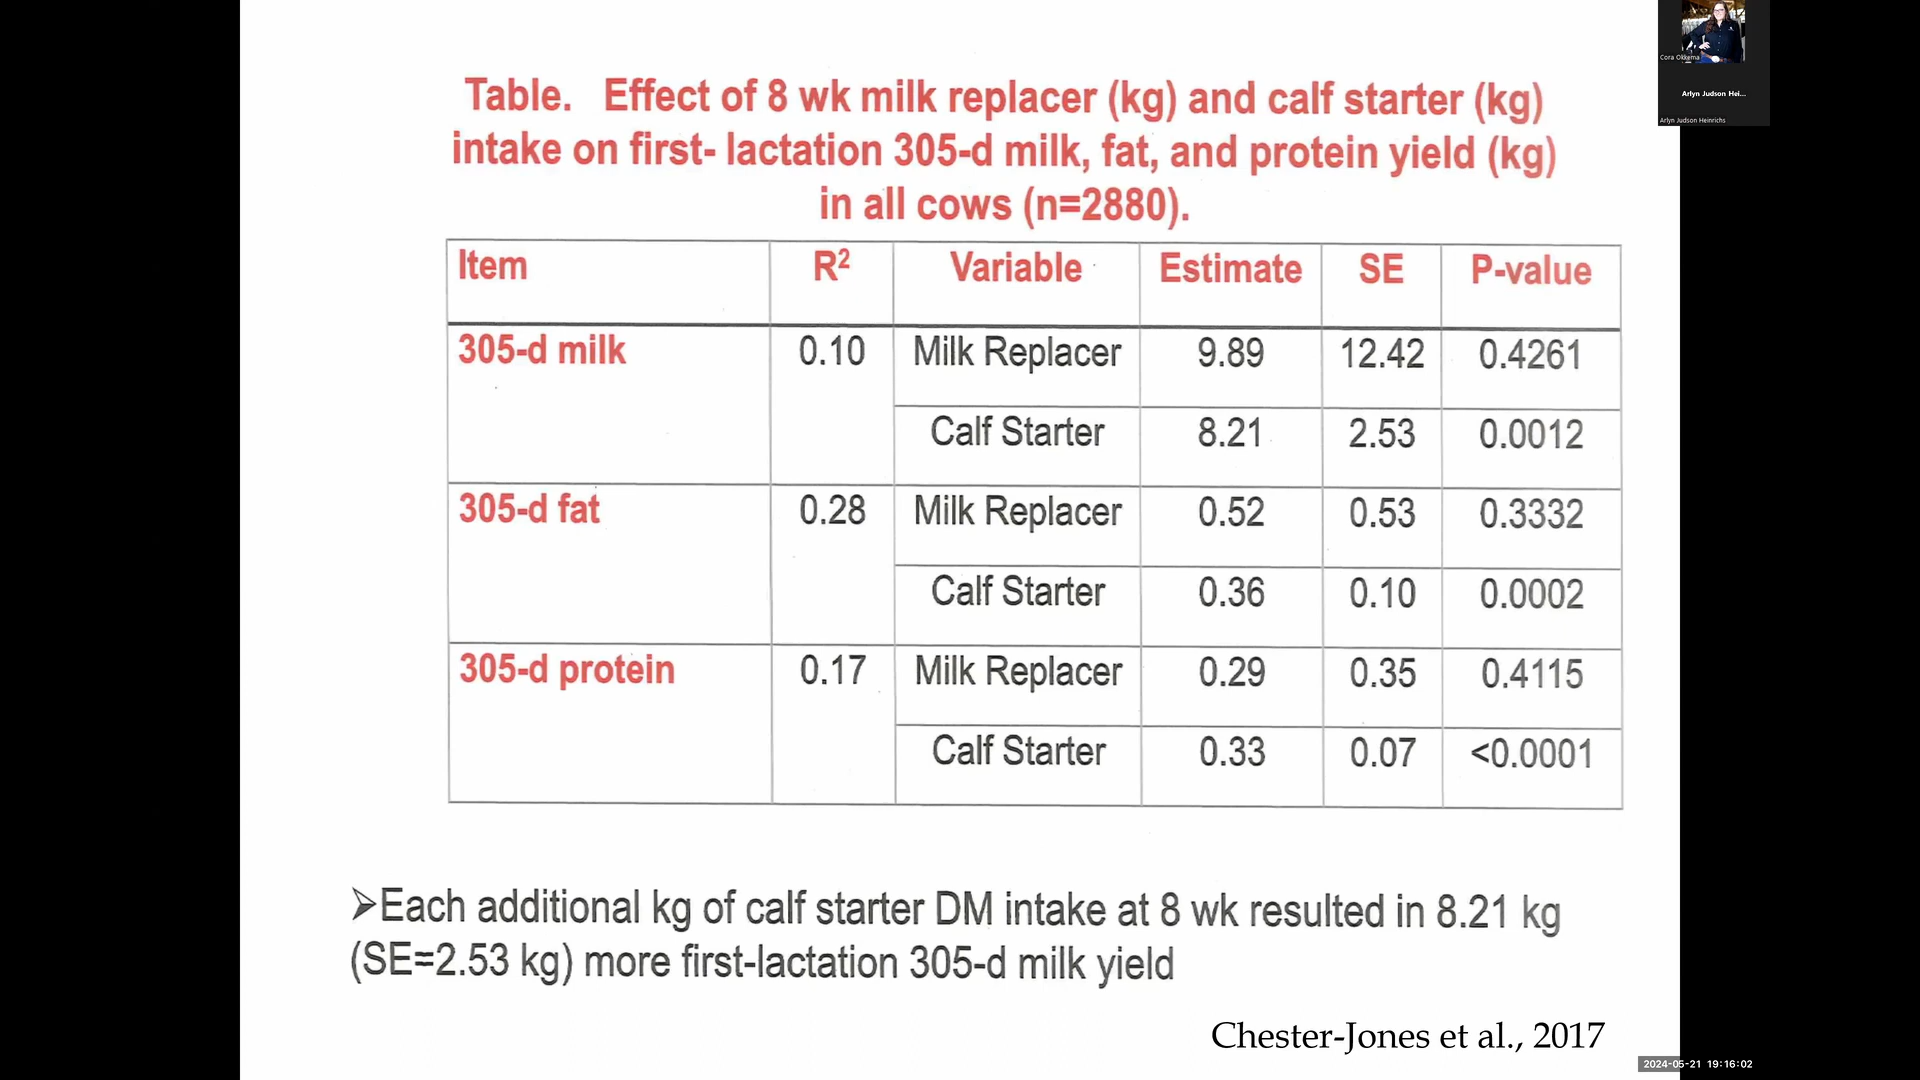 Table. Effect of 8 wk milk replacer (kg) and calf starter (kg)
intake on first- lactation 305-d milk, fat, and protein yield (kg)
in all cows (n=2880).
Item R² Variable Estimate SE P-value
305-d milk 0.10 Milk Replacer 9.89 12.42 0.4261
Calf Starter 8.21 2.53 0.0012
305-d fat 0.28 Milk Replacer 0.52 0.53 0.3332
Calf Starter 0.36 0.10 0.0002
305-d protein 0.17 Milk Replacer 0.29 0.35 0.4115
Calf Starter 0.33 0.07 <0.0001
➢Each additional kg of calf starter DM intake at 8 wk resulted in 8.21 kg
(SE=2.53 kg) more first-lactation 305-d milk yield
Chester-Jones et al., 2017
Cora Okkema
Arlyn Judson Hei...
Arlyn Judson Heinrichs
2024-05-21 19:16:02